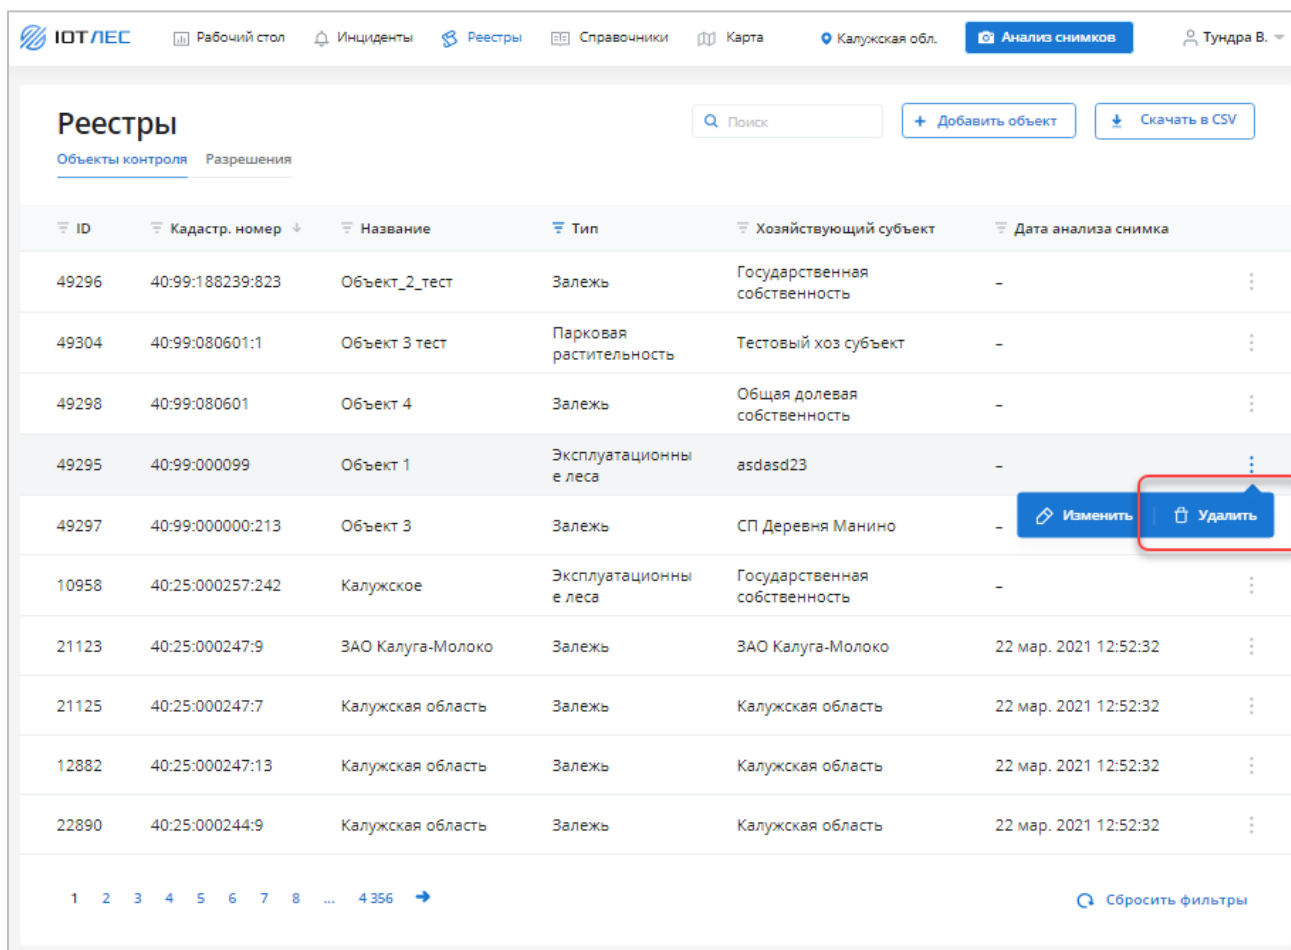 IOT ЛЕС Рабочий стол Инциденты Реестры Справочники Карта Калужская обл. Анализ снимков Тундра В.
Реестры Поиск + Добавить объект Скачать в CSV
Объекты контроля Разрешения
ID Кадастр. номер Название Тип Хозяйствующий субъект Дата анализа снимка
49296 40:99:188239:823 Объект_2_тест Залежь Государственная собственность –
49304 40:99:080601:1 Объект 3 тест Парковая растительность Тестовый хоз субъект –
49298 40:99:080601 Объект 4 Залежь Общая долевая собственность –
49295 40:99:000099 Объект 1 Эксплуатационны е леса asdasd23 –
49297 40:99:000000:213 Объект 3 Залежь СП Деревня Манино – Изменить Удалить
10958 40:25:000257:242 Калужское Эксплуатационны е леса Государственная собственность –
21123 40:25:000247:9 ЗАО Калуга-Молоко Залежь ЗАО Калуга-Молоко 22 мар. 2021 12:52:32
21125 40:25:000247:7 Калужская область Залежь Калужская область 22 мар. 2021 12:52:32
12882 40:25:000247:13 Калужская область Залежь Калужская область 22 мар. 2021 12:52:32
22890 40:25:000244:9 Калужская область Залежь Калужская область 22 мар. 2021 12:52:32
1 2 3 4 5 6 7 8 ... 4 356 Сбросить фильтры